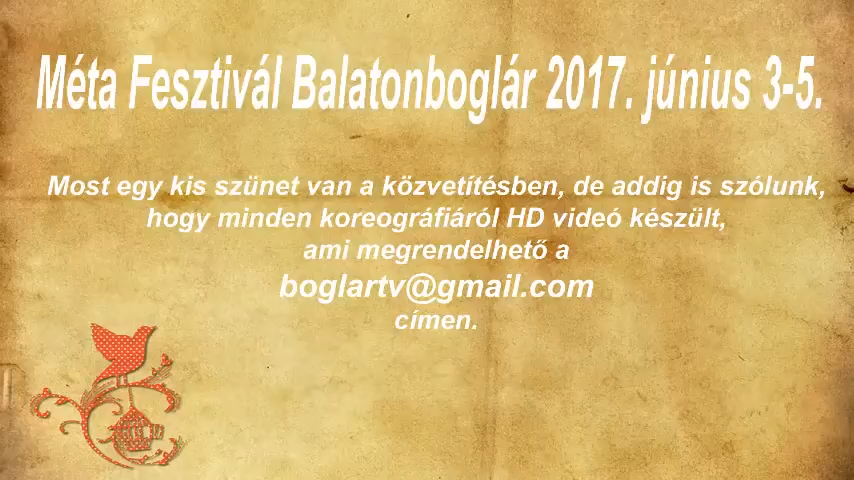 Méta Fesztivál Balatonboglár 2017. június 3-5.
Most egy kis szünet van a közvetítésben, de addig is szólunk,
hogy minden koreográfiáról HD videó készült,
ami megrendelhető a
boglartv@gmail.com
címen.